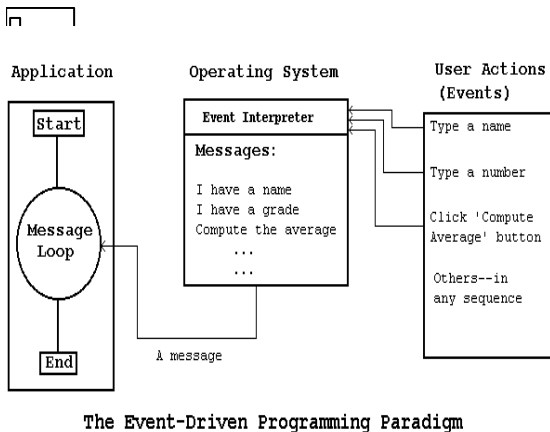 Application
Operating System
User Actions
(Events)
Start
Message
Loop
End
Event Interpreter
Messages:
I have a name
I have a grade
Compute the average
...
...
A message
Type a name
Type a number
Click 'Compute
Average' button
Others--in
any sequence
The Event-Driven Programming Paradigm